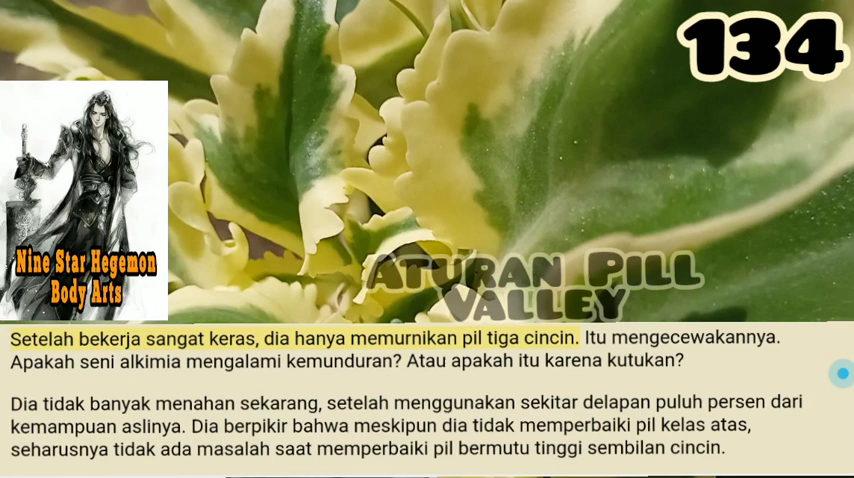 134
Nine Star Hegemon
Body Arts
ATURAN PILL
VALLEY
Setelah bekerja sangat keras, dia hanya memurnikan pil tiga cincin. Itu mengecewakannya.
Apakah seni alkimia mengalami kemunduran? Atau apakah itu karena kutukan?
Dia tidak banyak menahan sekarang, setelah menggunakan sekitar delapan puluh persen dari
kemampuan aslinya. Dia berpikir bahwa meskipun dia tidak memperbaiki pil kelas atas,
seharusnya tidak ada masalah saat memperbaiki pil bermutu tinggi sembilan cincin.